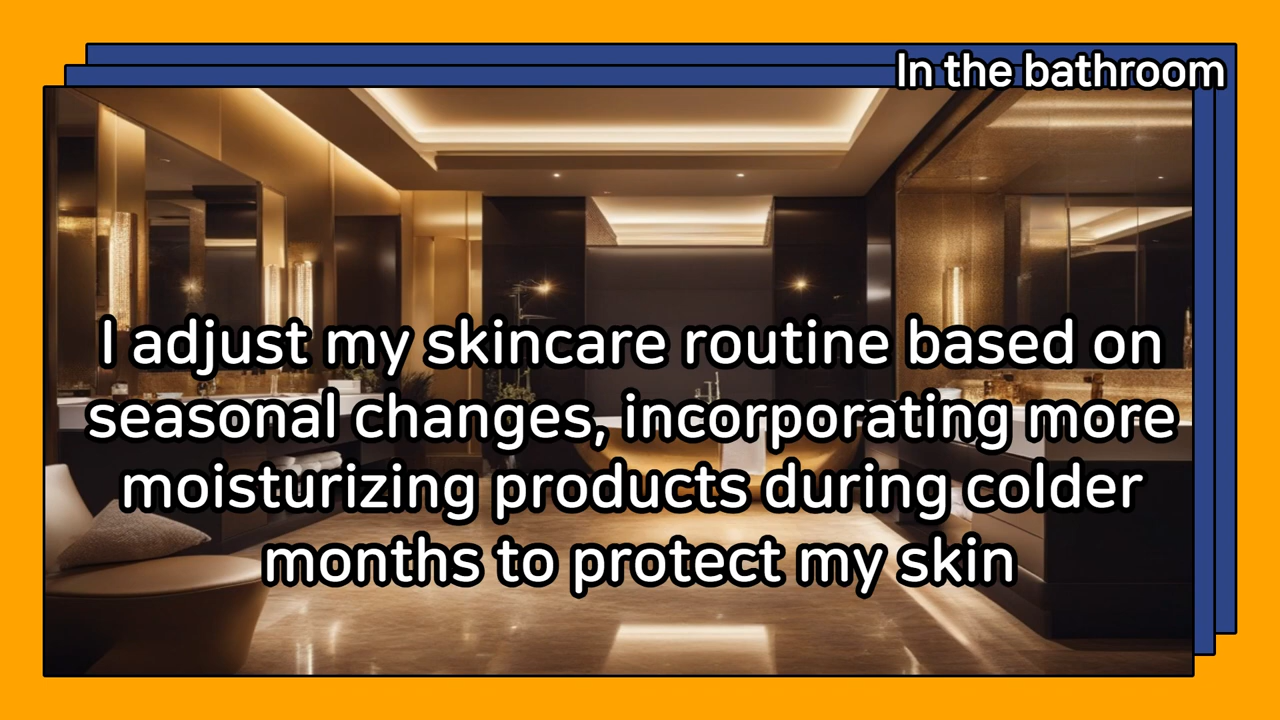 In the bathroom
I adjust my skincare routine based on
seasonal changes, incorporating more
moisturizing products during colder
months to protect my skin